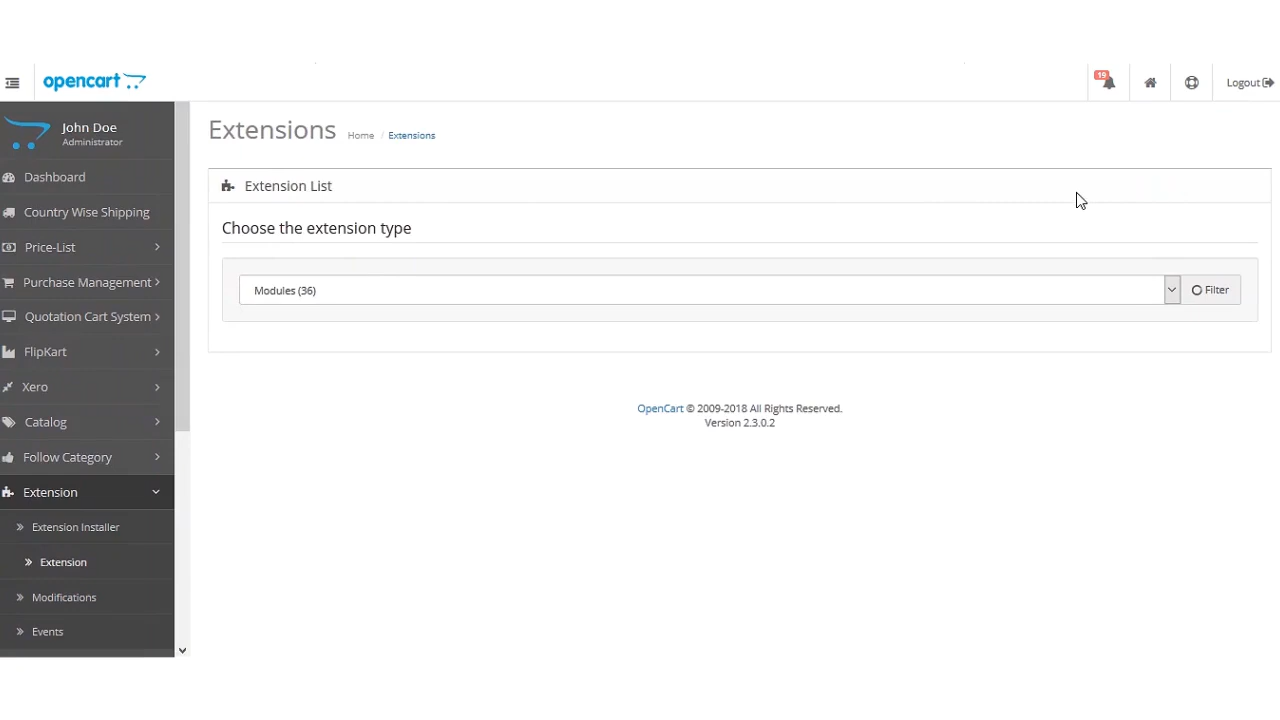 opencart
19
Logout
John Doe
Administrator
Dashboard
Country Wise Shipping
Price-List
Purchase Management
Quotation Cart System
FlipKart
Xero
Catalog
Follow Category
Extension
Extension Installer
Extension
Modifications
Events
Extensions
Home / Extensions
Extension List
Choose the extension type
Modules (36)
Filter
OpenCart © 2009-2018 All Rights Reserved.
Version 2.3.0.2